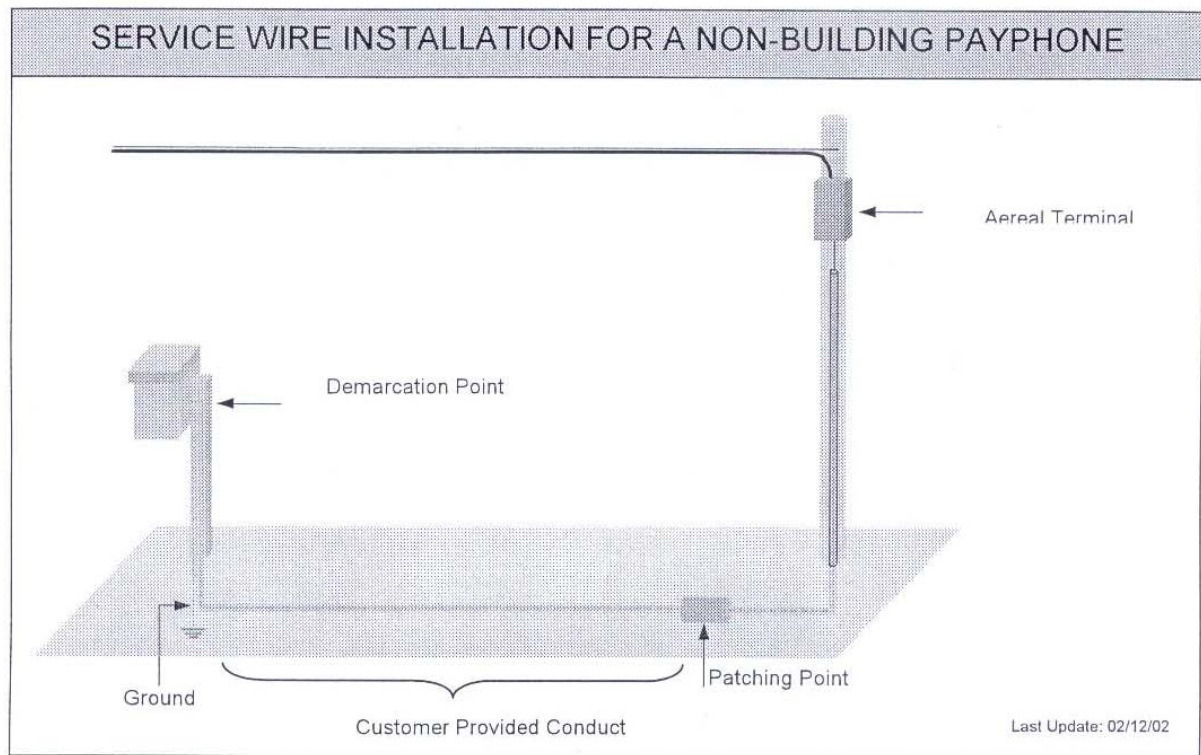 SERVICE WIRE INSTALLATION FOR A NON-BUILDING PAYPHONE
Aereal Terminal
Demarcation Point
Ground
Patching Point
Customer Provided Conduct
Last Update: 02/12/02